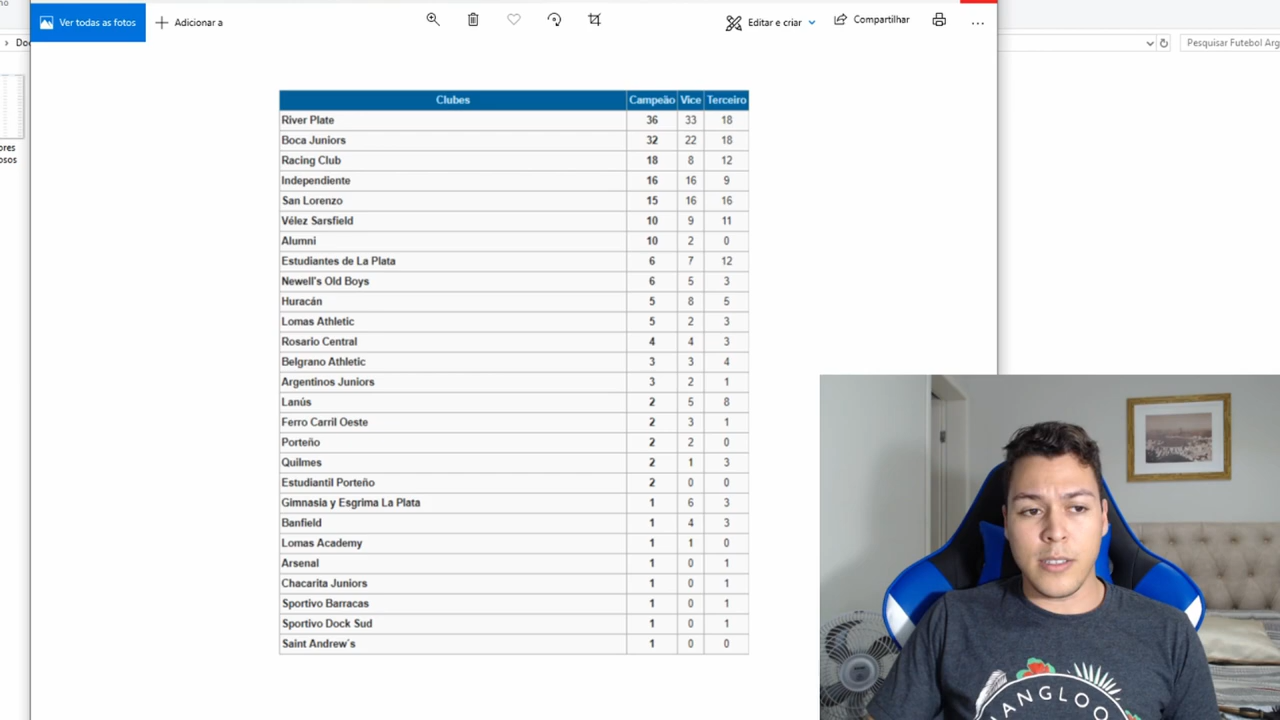 Ver todas as fotos
Adicionar a
Editar e criar
Compartilhar
Pesquisar Futebol Arg
Clubes Campeão Vice Terceiro
River Plate 36 33 18
Boca Juniors 32 22 18
Racing Club 18 8 12
Independiente 16 16 9
San Lorenzo 15 16 16
Vélez Sarsfield 10 9 11
Alumni 10 2 0
Estudiantes de La Plata 6 7 12
Newell's Old Boys 6 5 3
Huracán 5 8 5
Lomas Athletic 5 2 3
Rosario Central 4 4 3
Belgrano Athletic 3 3 4
Argentinos Juniors 3 2 1
Lanús 2 5 8
Ferro Carril Oeste 2 3 1
Porteño 2 2 0
Quilmes 2 1 3
Estudiantil Porteño 2 0 0
Gimnasia y Esgrima La Plata 1 6 3
Banfield 1 4 3
Lomas Academy 1 1 0
Arsenal 1 0 1
Chacarita Juniors 1 0 1
Sportivo Barracas 1 0 1
Sportivo Dock Sud 1 0 1
Saint Andrew´s 1 0 0